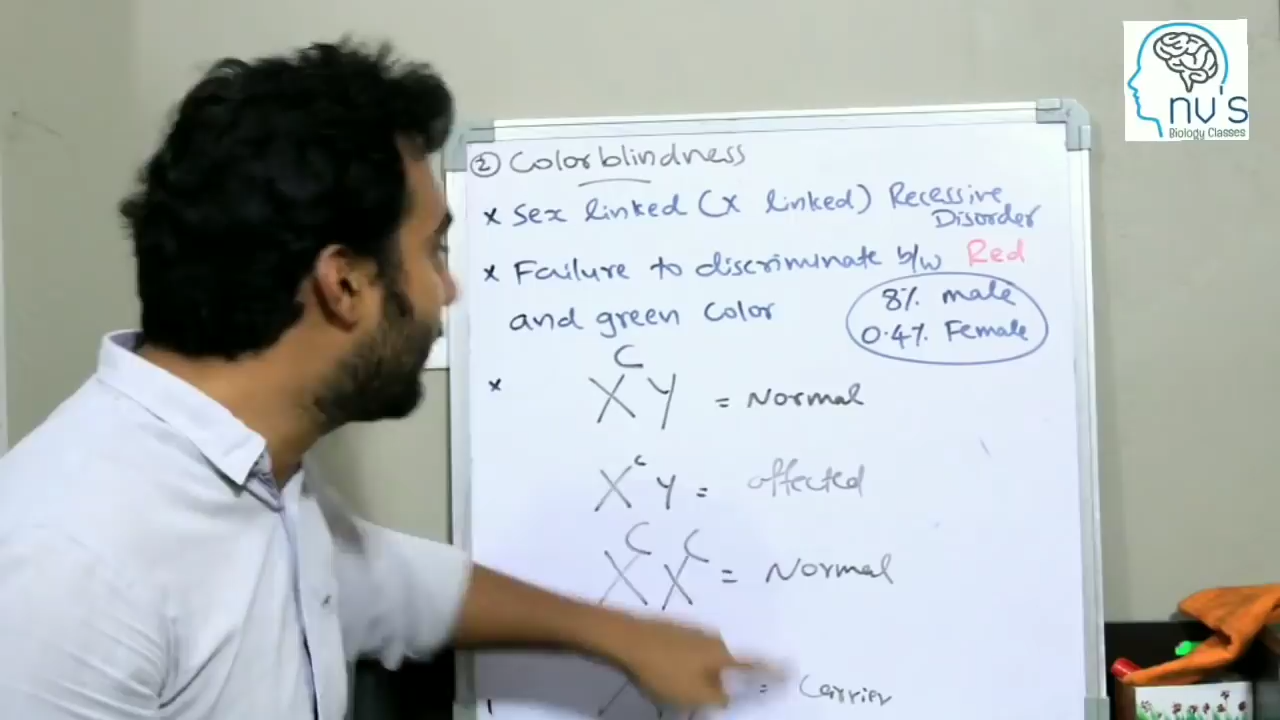 nv's
Biology Classes
② Colorblindness
* Sex linked (X linked) Recessive
Disorder
* Failure to discriminate b/w Red
and green color
8% male
0.4% Female
* X^C Y = Normal
X^c Y = affected
X^C X^C = Normal
= Carrier